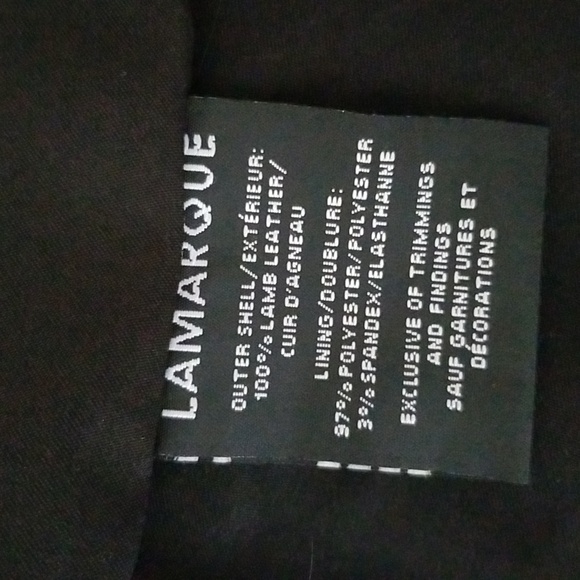 LAMARQUE
OUTER SHELL/EXTÉRIEUR:
100% LAMB LEATHER/
CUIR D'AGNEAU
LINING/DOUBLURE:
97% POLYESTER/POLYESTER
3% SPANDEX/ELASTHANNE
EXCLUSIVE OF TRIMMINGS
AND FINDINGS
SAUF GARNITURES ET
DÉCORATIONS